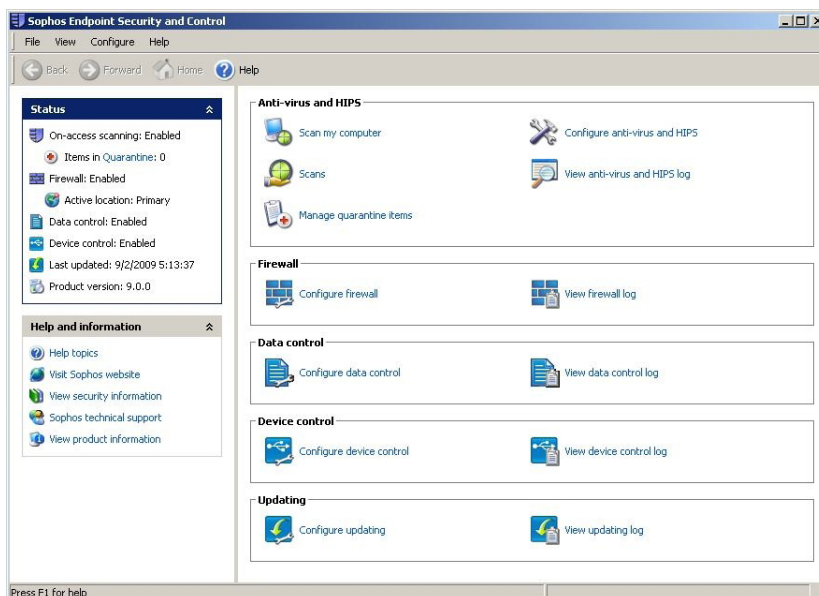 Sophos Endpoint Security and Control
File View Configure Help
Back Forward Home Help
Status
On-access scanning: Enabled
Items in Quarantine: 0
Firewall: Enabled
Active location: Primary
Data control: Enabled
Device control: Enabled
Last updated: 9/2/2009 5:13:37
Product version: 9.0.0
Help and information
Help topics
Visit Sophos website
View security information
Sophos technical support
View product information
Anti-virus and HIPS
Scan my computer
Configure anti-virus and HIPS
Scans
View anti-virus and HIPS log
Manage quarantine items
Firewall
Configure firewall
View firewall log
Data control
Configure data control
View data control log
Device control
Configure device control
View device control log
Updating
Configure updating
View updating log
Press F1 for help